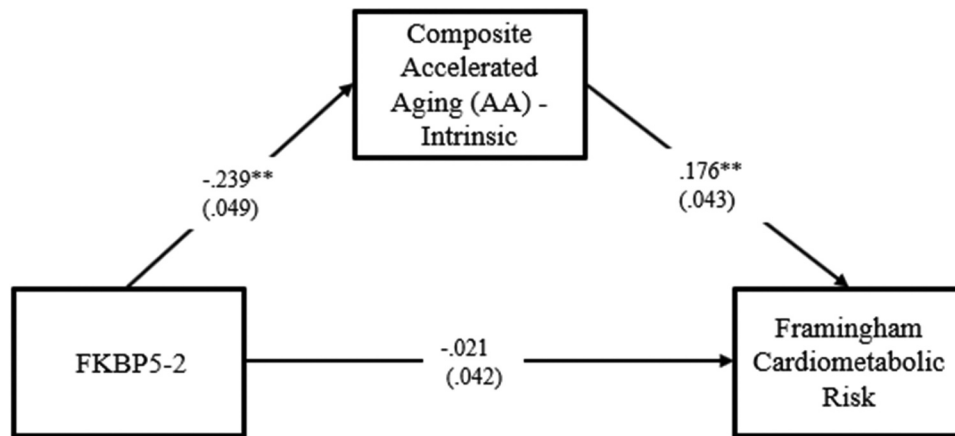 Composite
Accelerated
Aging (AA) -
Intrinsic
-.239**
(.049)
.176**
(.043)
FKBP5-2
-.021
(.042)
Framingham
Cardiometabolic
Risk